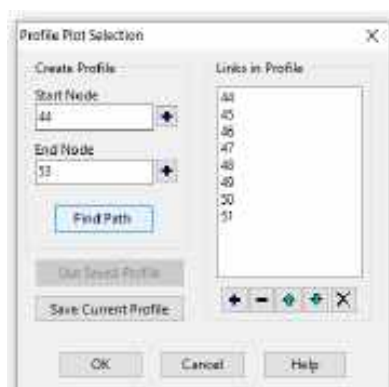 Profile Plot Selection
Create Profile
Start Node
44
End Node
53
Find Path
Use Saved Profile
Save Current Profile
Links in Profile
44
45
46
47
48
49
50
51
OK
Cancel
Help